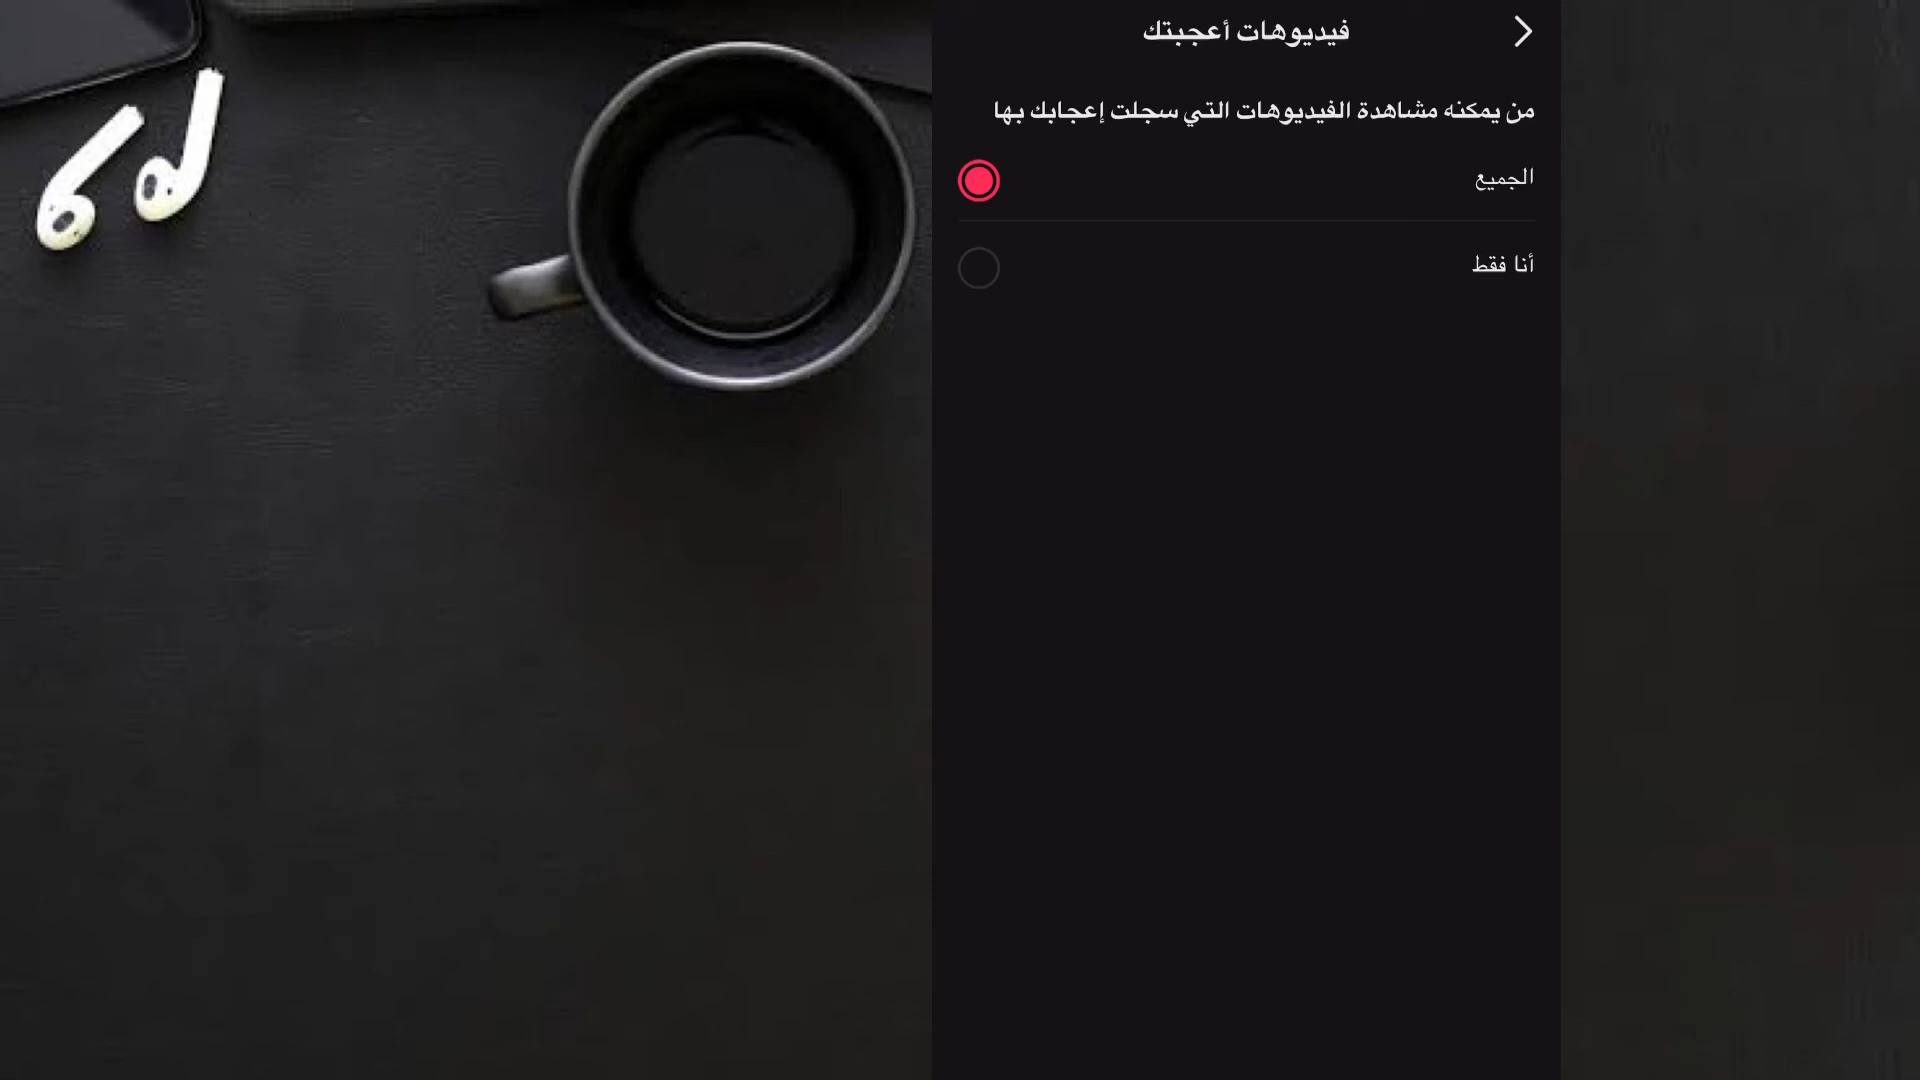 فيديوهات أعجبتك
من يمكنه مشاهدة الفيديوهات التي سجلت إعجابك بها
الجميع
أنا فقط